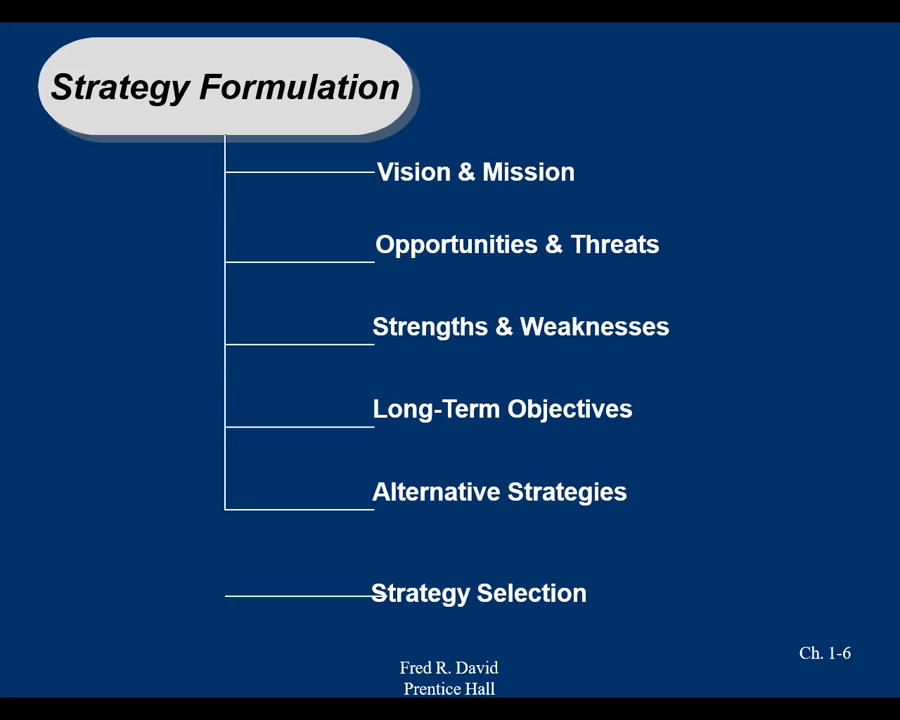 Strategy Formulation
Vision & Mission
Opportunities & Threats
Strengths & Weaknesses
Long-Term Objectives
Alternative Strategies
Strategy Selection
Ch. 1-6
Fred R. David
Prentice Hall